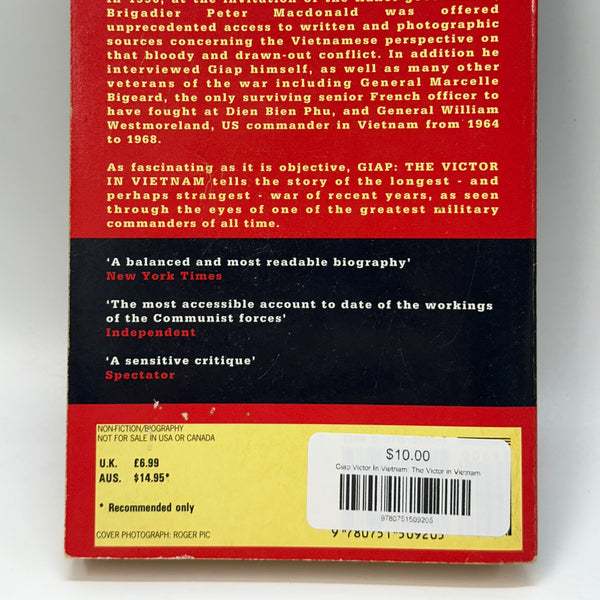 Brigadier Peter Macdonald was offered
unprecedented access to written and photographic
sources concerning the Vietnamese perspective on
that bloody and drawn-out conflict. In addition he
interviewed Giap himself, as well as many other
veterans of the war including General Marcelle
Bigeard, the only surviving senior French officer to
have fought at Dien Bien Phu, and General William
Westmoreland, US commander in Vietnam from 1964
to 1968.
As fascinating as it is objective, GIAP: THE VICTOR
IN VIETNAM tells the story of the longest - and
perhaps strangest - war of recent years, as seen
through the eyes of one of the greatest military
commanders of all time.
‘A balanced and most readable biography’
New York Times
‘The most accessible account to date of the workings
of the Communist forces’
Independent
‘A sensitive critique’
Spectator
NON-FICTION/BIOGRAPHY
NOT FOR SALE IN USA OR CANADA
U.K. £6.99
AUS. $14.95*
* Recommended only
COVER PHOTOGRAPH: ROGER PIC
$10.00
Giap Victor In Vietnam: The Victor in Vietnam
9780751509205
9 780751 509205